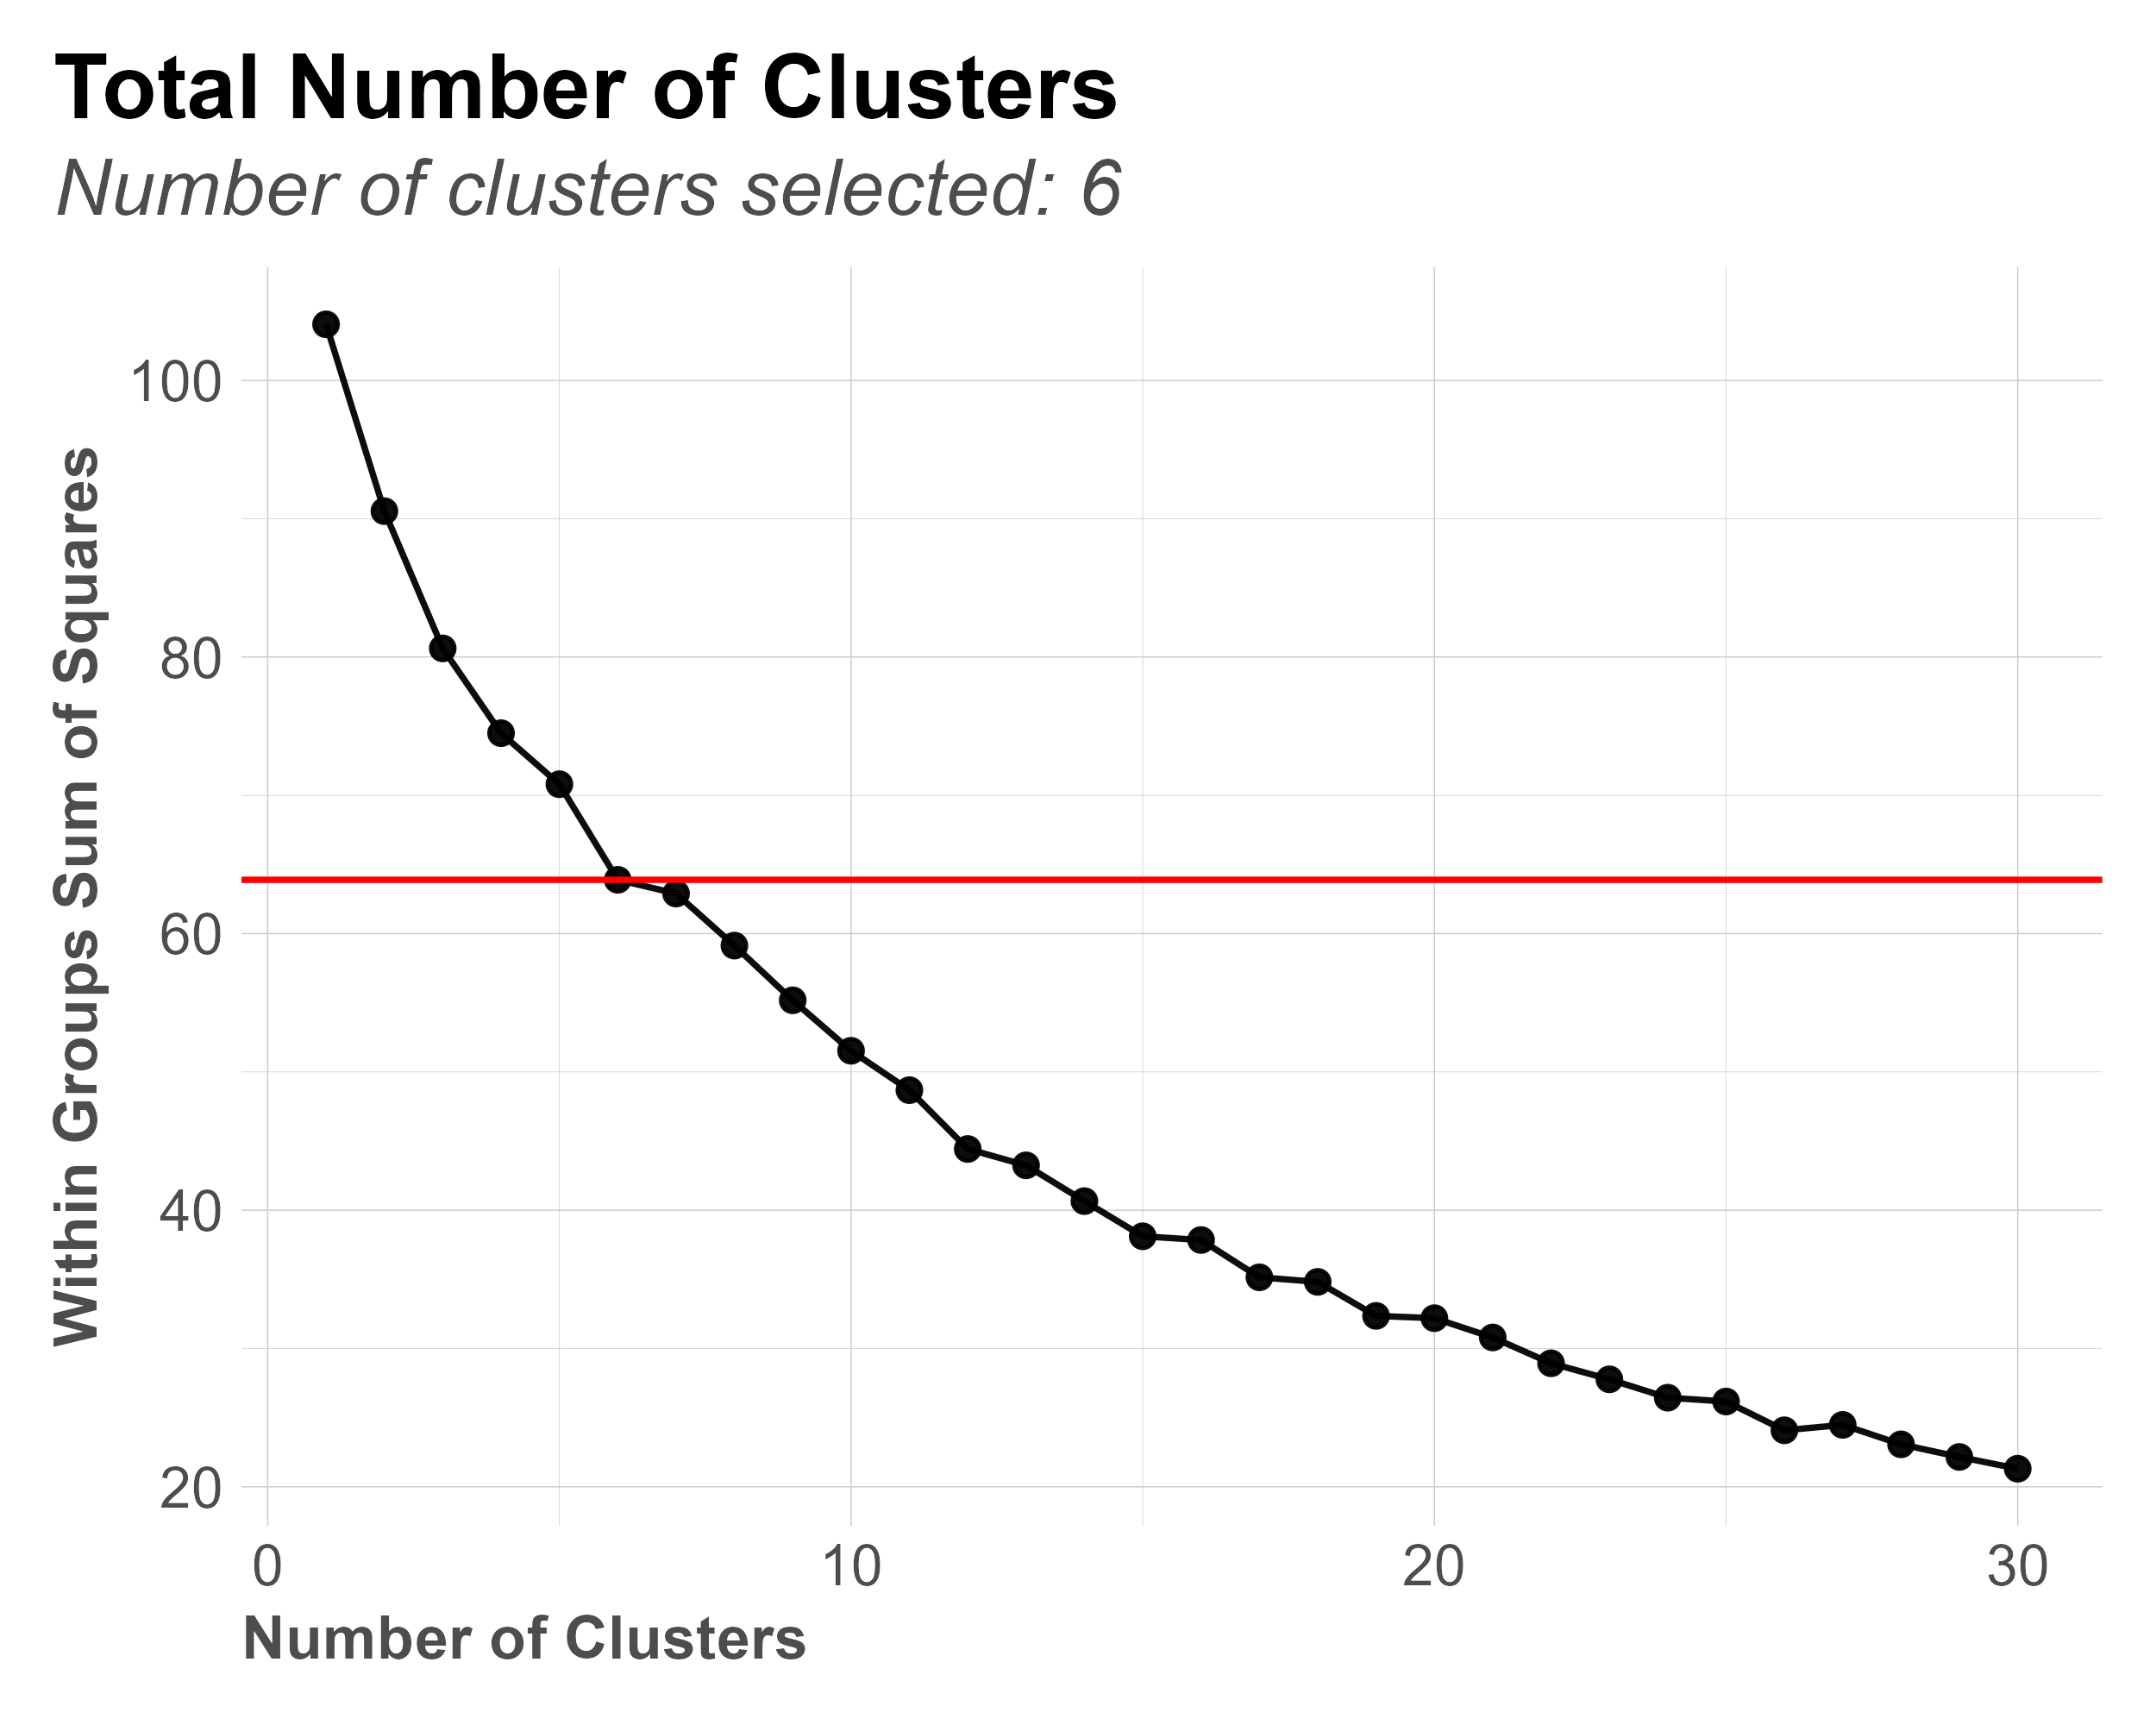 Total Number of Clusters
Number of clusters selected: 6
Within Groups Sum of Squares
100
80
60
40
20
0 10 20 30
Number of Clusters